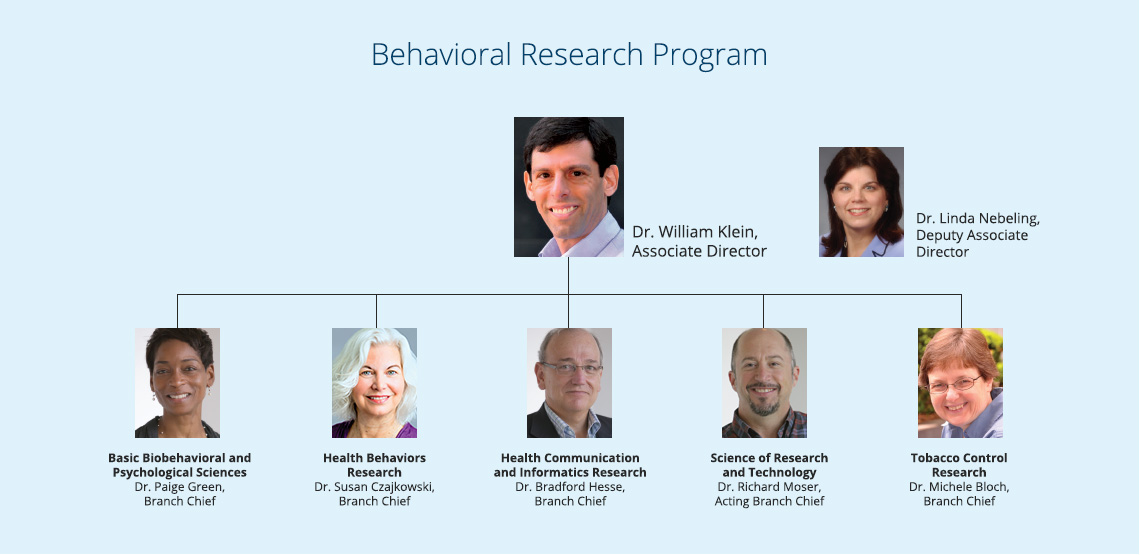 Behavioral Research Program
Dr. William Klein,
Associate Director
Dr. Linda Nebeling,
Deputy Associate
Director
Basic Biobehavioral and
Psychological Sciences
Dr. Paige Green,
Branch Chief
Health Behaviors
Research
Dr. Susan Czajkowski,
Branch Chief
Health Communication
and Informatics Research
Dr. Bradford Hesse,
Branch Chief
Science of Research
and Technology
Dr. Richard Moser,
Acting Branch Chief
Tobacco Control
Research
Dr. Michele Bloch,
Branch Chief